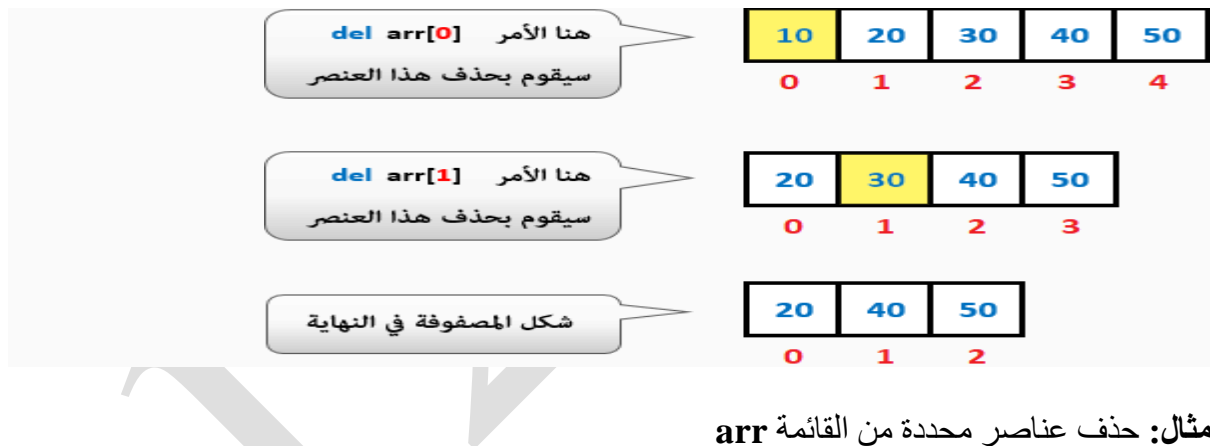 هنا الأمر del arr[0]
سيقوم بحذف هذا العنصر
10 20 30 40 50
0 1 2 3 4
هنا الأمر del arr[1]
سيقوم بحذف هذا العنصر
20 30 40 50
0 1 2 3
شكل المصفوفة في النهاية
20 40 50
0 1 2
مثال: حذف عناصر محددة من القائمة arr